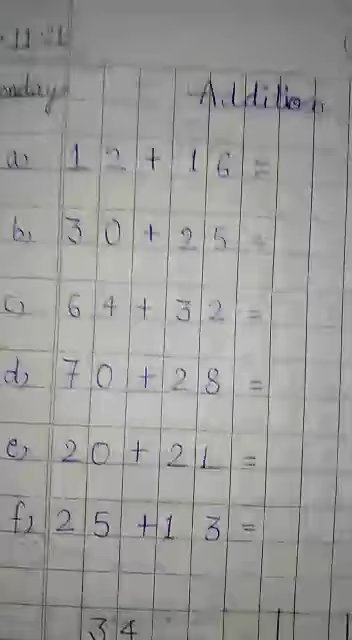 Addition
a) 12 + 16 =
b) 30 + 25 =
c) 64 + 32 =
d) 70 + 28 =
e) 20 + 21 =
f) 25 + 13 =
34